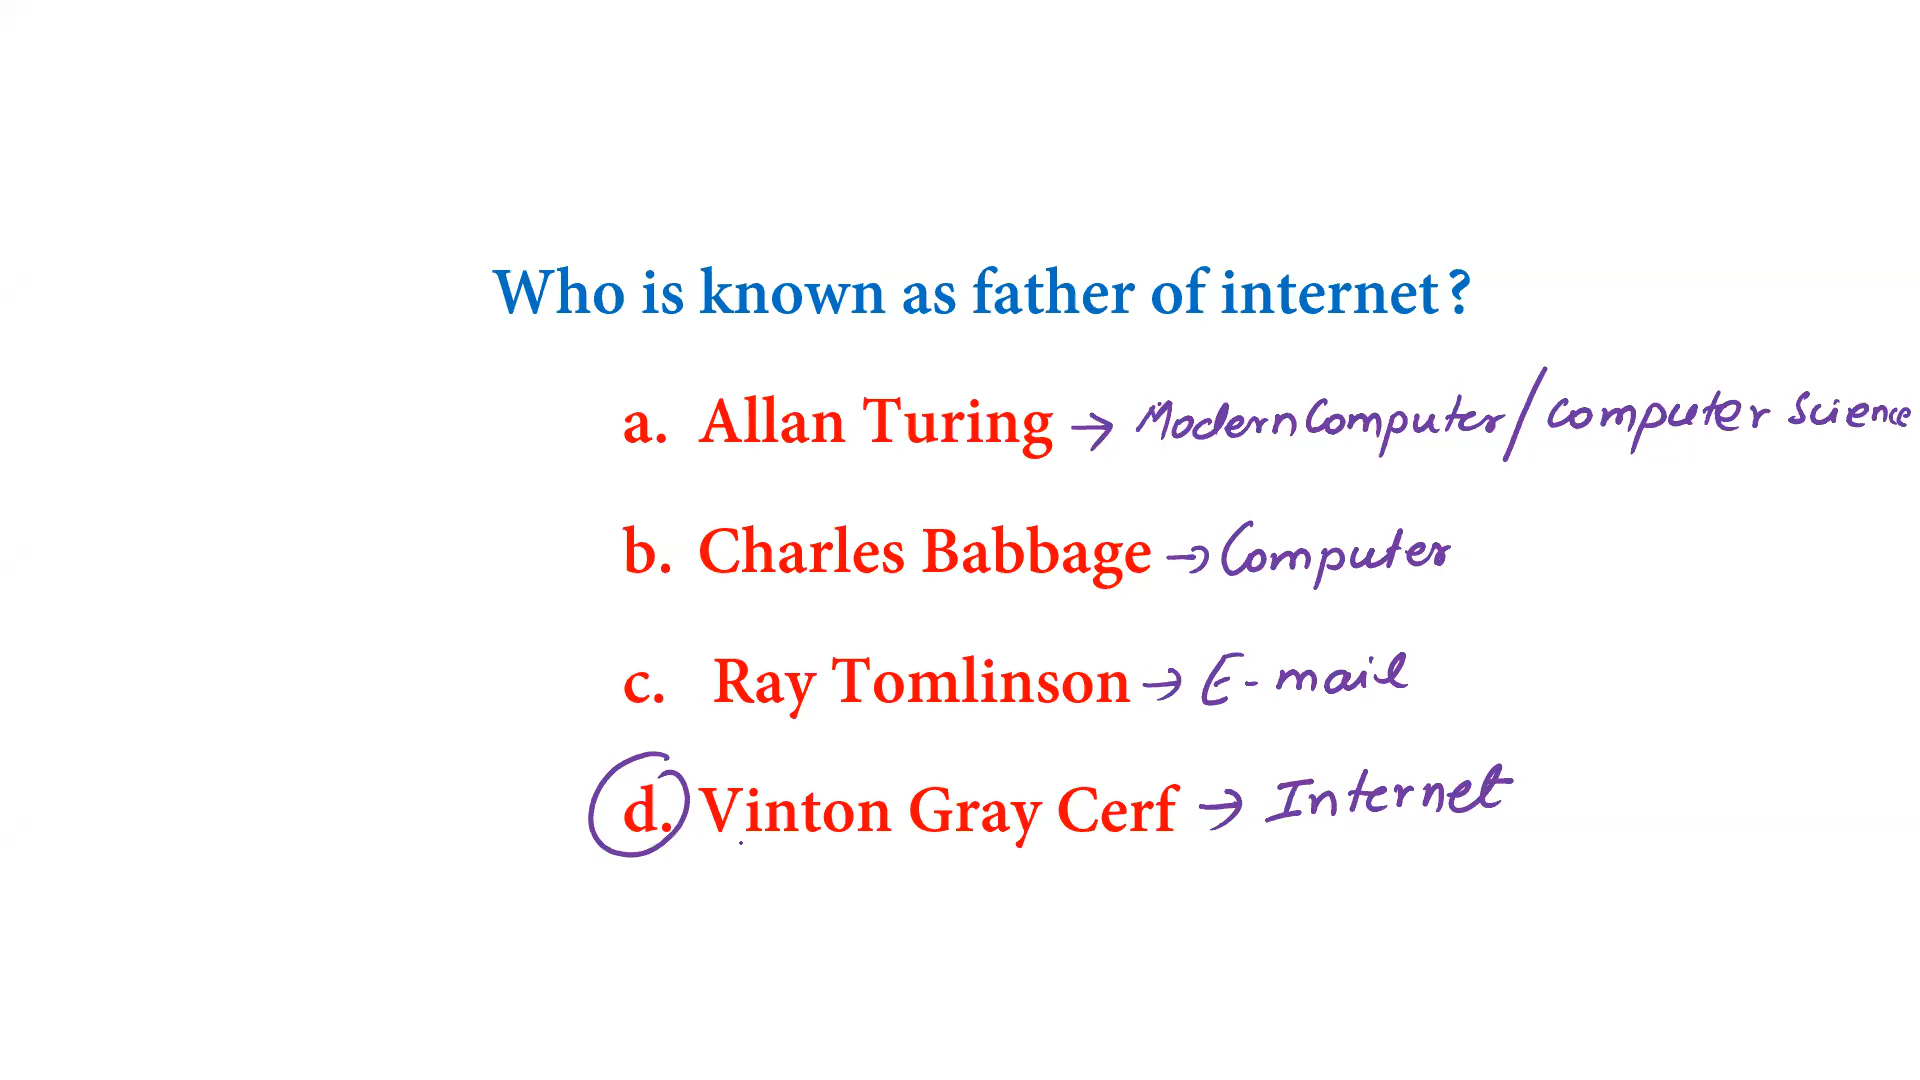 Who is known as father of internet?
a. Allan Turing → Modern Computer/Computer Science
b. Charles Babbage → Computer
c. Ray Tomlinson → E-mail
d. Vinton Gray Cerf → Internet